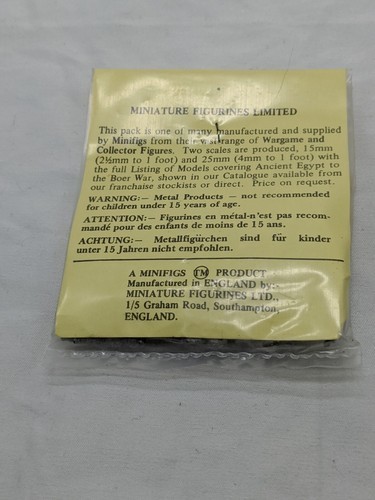 MINIATURE FIGURINES LIMITED
This pack is one of many manufactured and supplied
by Minifigs from their vast range of Wargame and
Collector Figures. Two scales are produced, 15mm
(2½mm to 1 foot) and 25mm (4mm to 1 foot) with
the full Listing of Models covering Ancient Egypt to
the Boer War, shown in our Catalogue available from
our franchise stockists or direct. Price on request.
WARNING:— Metal Products — not recommended
for children under 15 years of age.
ATTENTION:— Figurines en métal-n'est pas recom-
mandé pour des enfants de moins de 15 ans.
ACHTUNG:— Metallfigürchen sind für kinder
unter 15 Jahren nicht empfohlen.
A MINIFIGS TM PRODUCT
Manufactured in ENGLAND by:-
MINIATURE FIGURINES LTD.,
1/5 Graham Road, Southampton,
ENGLAND.